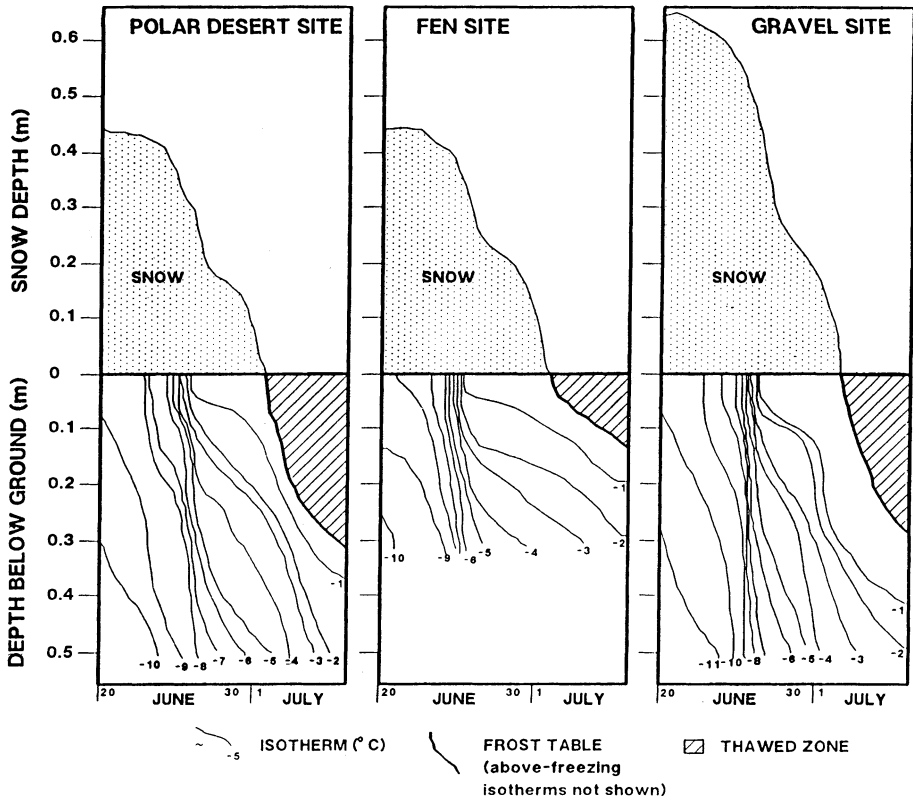 POLAR DESERT SITE
FEN SITE
GRAVEL SITE
SNOW DEPTH (m)
0.6
0.5
0.4
0.3
0.2
0.1
0
SNOW
SNOW
SNOW
DEPTH BELOW GROUND (m)
0.1
0.2
0.3
0.4
0.5
-10 -9 -8 -7 -6 -5 -4 -3 -2 -1
-10 -9 -6 -5 -4 -3 -2 -1
-11 -10 -8 -6 -5 -4 -3 -2 -1
20 30 1
JUNE JULY
20 30 1
JUNE JULY
20 30 1
JUNE JULY
~ -5 ISOTHERM (°C)
FROST TABLE
(above-freezing
isotherms not shown)
THAWED ZONE